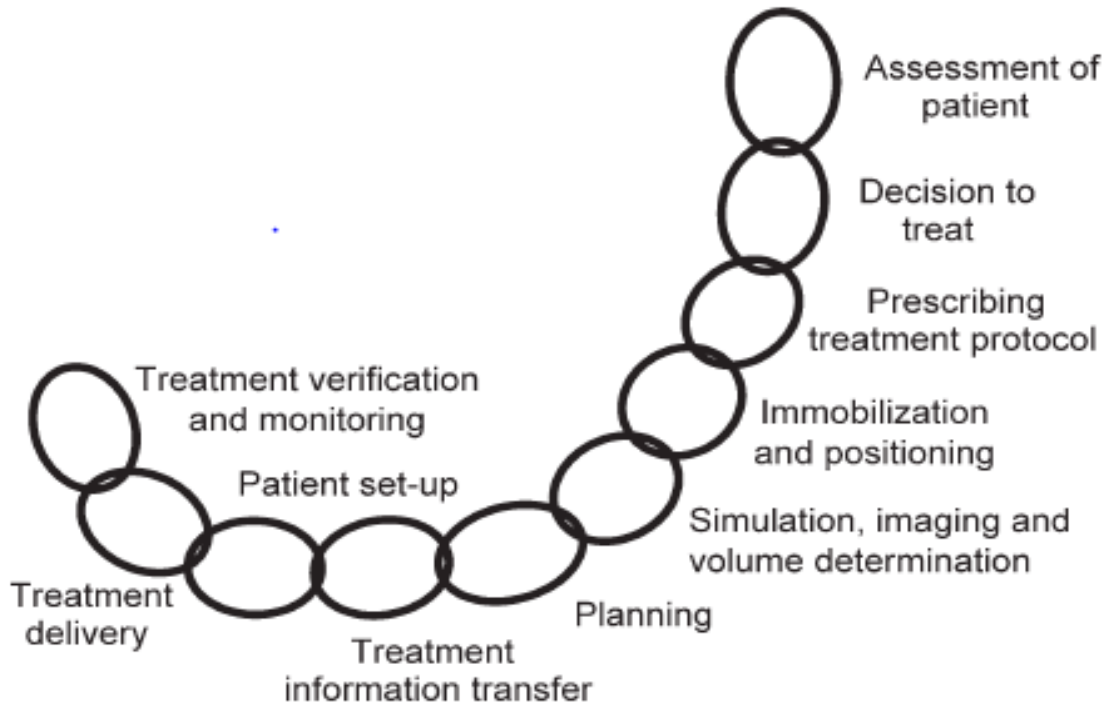 Assessment of
patient
Decision to
treat
Prescribing
treatment protocol
Immobilization
and positioning
Simulation, imaging and
volume determination
Planning
Treatment
information transfer
Patient set-up
Treatment
delivery
Treatment verification
and monitoring